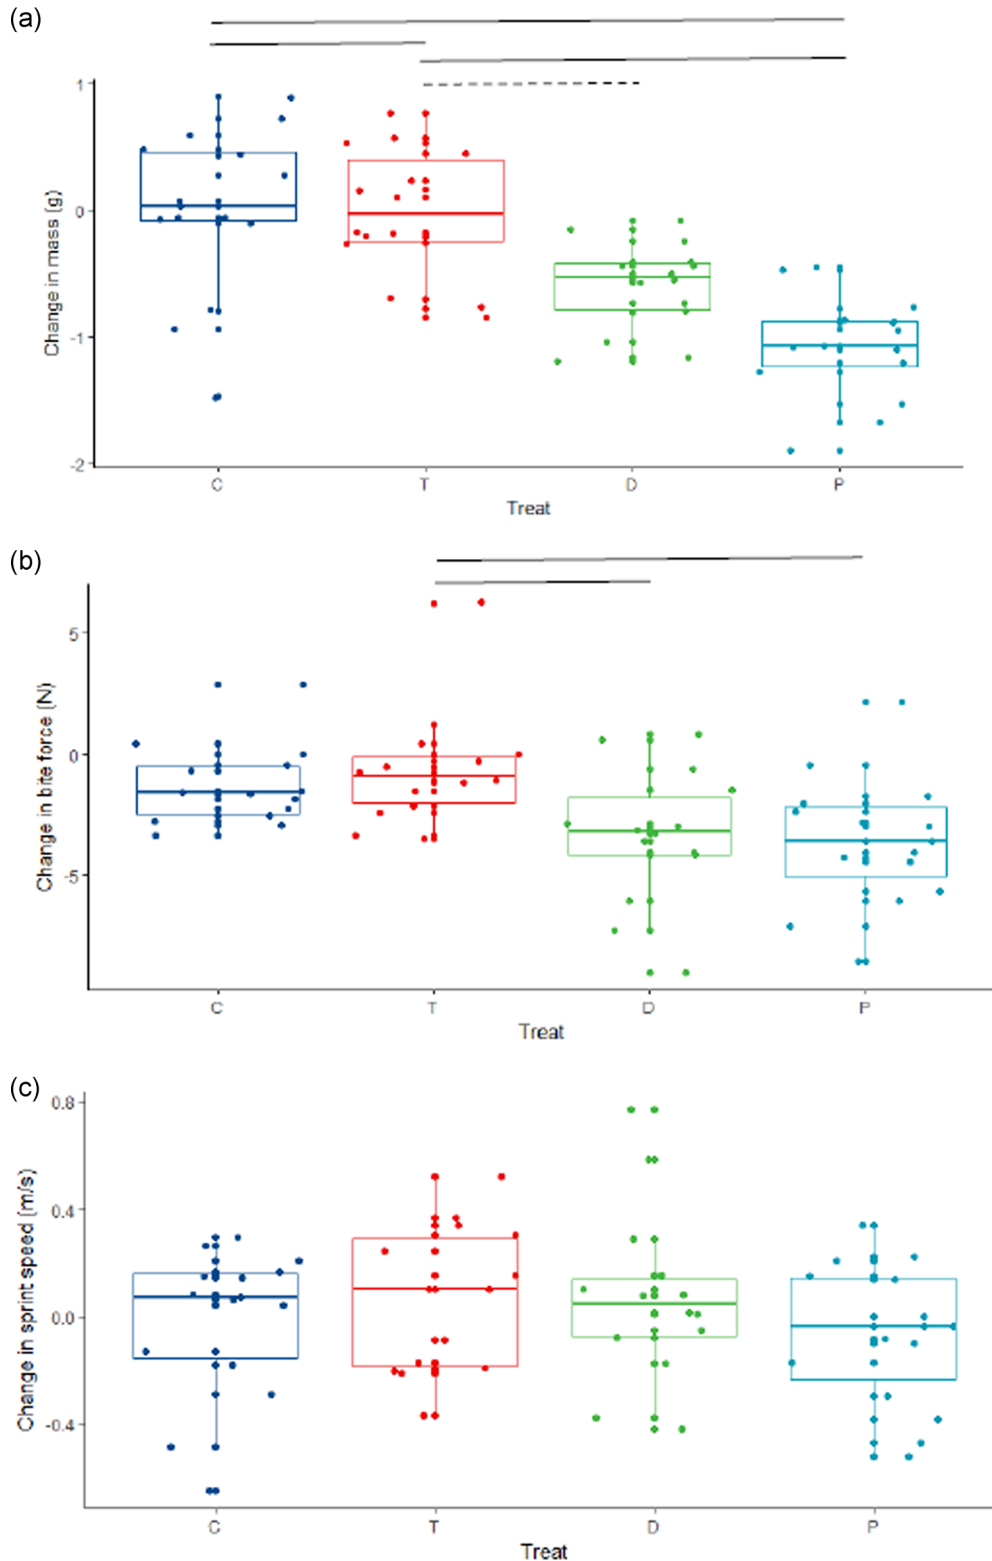 (a)
Change in mass (g)
1
0
-1
-2
C T D P
Treat
(b)
Change in bite force (N)
5
0
-5
C T D P
Treat
(c)
Change in sprint speed (m/s)
0.8
0.4
0.0
-0.4
C T D P
Treat